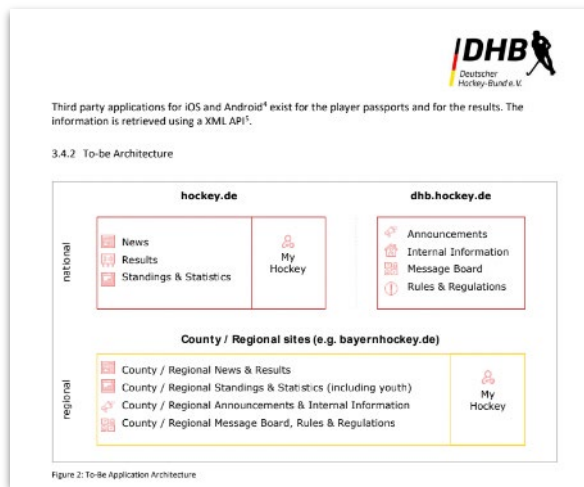 DHB
Deutscher
Hockey-Bund e.V.
Third party applications for iOS and Android4 exist for the player passports and for the results. The
information is retrieved using a XML API5.
3.4.2 To-be Architecture
hockey.de
dhb.hockey.de
national
News
Results
Standings & Statistics
My
Hockey
Announcements
Internal Information
Message Board
Rules & Regulations
County / Regional sites (e.g. bayernhockey.de)
regional
County / Regional News & Results
County / Regional Standings & Statistics (including youth)
County / Regional Announcements & Internal Information
County / Regional Message Board, Rules & Regulations
My
Hockey
Figure 2: To-Be Application Architecture